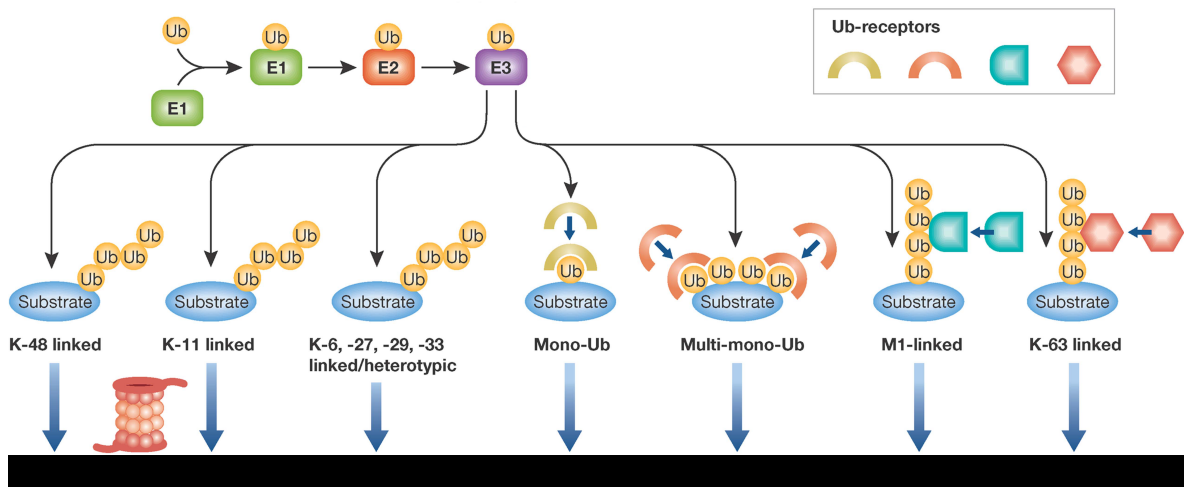 Ub
Ub-receptors
Ub
Ub
Ub
E1
E2
E3
E1
Ub
Ub
Ub
Ub
Substrate
Ub
Ub
Ub
Ub
Substrate
Ub
Ub
Ub
Ub
Substrate
Ub
Substrate
Ub
Ub
Ub
Ub
Substrate
Ub
Ub
Ub
Ub
Substrate
Ub
Ub
Ub
Ub
Substrate
K-48 linked
K-11 linked
K-6, -27, -29, -33
linked/heterotypic
Mono-Ub
Multi-mono-Ub
M1-linked
K-63 linked